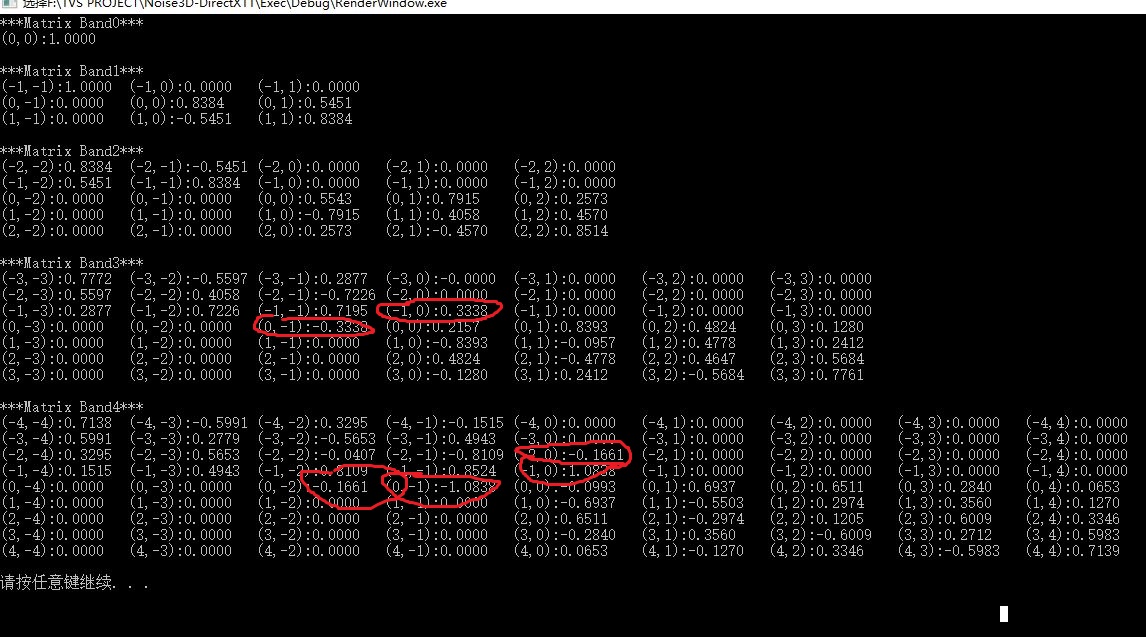 选择F:\TVS PROJECT\Noise3D-DirectX11\Exec\Debug\RenderWindow.exe
***Matrix Band0***
(0,0):1.0000
***Matrix Band1***
(-1,-1):1.0000 (-1,0):0.0000 (-1,1):0.0000
(0,-1):0.0000 (0,0):0.8384 (0,1):0.5451
(1,-1):0.0000 (1,0):-0.5451 (1,1):0.8384
***Matrix Band2***
(-2,-2):0.8384 (-2,-1):-0.5451 (-2,0):0.0000 (-2,1):0.0000 (-2,2):0.0000
(-1,-2):0.5451 (-1,-1):0.8384 (-1,0):0.0000 (-1,1):0.0000 (-1,2):0.0000
(0,-2):0.0000 (0,-1):0.0000 (0,0):0.5543 (0,1):0.7915 (0,2):0.2573
(1,-2):0.0000 (1,-1):0.0000 (1,0):-0.7915 (1,1):0.4058 (1,2):0.4570
(2,-2):0.0000 (2,-1):0.0000 (2,0):0.2573 (2,1):-0.4570 (2,2):0.8514
***Matrix Band3***
(-3,-3):0.7772 (-3,-2):-0.5597 (-3,-1):0.2877 (-3,0):-0.0000 (-3,1):0.0000 (-3,2):0.0000 (-3,3):0.0000
(-2,-3):0.5597 (-2,-2):0.4058 (-2,-1):-0.7226 (-2,0):0.0000 (-2,1):0.0000 (-2,2):0.0000 (-2,3):0.0000
(-1,-3):0.2877 (-1,-2):0.7226 (-1,-1):0.7195 (-1,0):0.3338 (-1,1):0.0000 (-1,2):0.0000 (-1,3):0.0000
(0,-3):0.0000 (0,-2):0.0000 (0,-1):-0.3338 (0,0):0.2157 (0,1):0.8393 (0,2):0.4824 (0,3):0.1280
(1,-3):0.0000 (1,-2):0.0000 (1,-1):0.0000 (1,0):-0.8393 (1,1):-0.0957 (1,2):0.4778 (1,3):0.2412
(2,-3):0.0000 (2,-2):0.0000 (2,-1):0.0000 (2,0):0.4824 (2,1):-0.4778 (2,2):0.4647 (2,3):0.5684
(3,-3):0.0000 (3,-2):0.0000 (3,-1):0.0000 (3,0):-0.1280 (3,1):0.2412 (3,2):-0.5684 (3,3):0.7761
***Matrix Band4***
(-4,-4):0.7138 (-4,-3):-0.5991 (-4,-2):0.3295 (-4,-1):-0.1515 (-4,0):0.0000 (-4,1):0.0000 (-4,2):0.0000 (-4,3):0.0000 (-4,4):0.0000
(-3,-4):0.5991 (-3,-3):0.2779 (-3,-2):-0.5653 (-3,-1):0.4943 (-3,1):0.0000 (-3,2):0.0000 (-3,3):0.0000 (-3,4):0.0000
(-2,-4):0.3295 (-2,-3):0.5653 (-2,-2):-0.0407 (-2,-1):-0.8109 (-2,0):-0.1661 (-2,1):0.0000 (-2,2):0.0000 (-2,3):0.0000 (-2,4):0.0000
(-1,-4):0.1515 (-1,-3):0.4943 (-1,-2):0.8109 (-1,0):1.0838 (-1,1):0.0000 (-1,2):0.0000 (-1,3):0.0000 (-1,4):0.0000
(0,-4):0.0000 (0,-3):0.0000 (0,-2):0.1661 (0,-1):-1.0838 (0,0):-0.0993 (0,1):0.6937 (0,2):0.6511 (0,3):0.2840 (0,4):0.0653
(1,-4):0.0000 (1,-3):0.0000 (1,-2):0.0000 (1,-1):0.0000 (1,0):-0.6937 (1,1):-0.5503 (1,2):0.2974 (1,3):0.3560 (1,4):0.1270
(2,-4):0.0000 (2,-3):0.0000 (2,-2):0.0000 (2,-1):0.0000 (2,0):0.6511 (2,1):-0.2974 (2,2):0.1205 (2,3):0.6009 (2,4):0.3346
(3,-4):0.0000 (3,-3):0.0000 (3,-2):0.0000 (3,-1):0.0000 (3,0):-0.2840 (3,1):0.3560 (3,2):-0.6009 (3,3):0.2712 (3,4):0.5983
(4,-4):0.0000 (4,-3):0.0000 (4,-2):0.0000 (4,-1):0.0000 (4,0):0.0653 (4,1):-0.1270 (4,2):0.3346 (4,3):-0.5983 (4,4):0.7139
请按任意键继续. . .